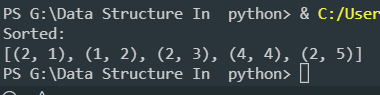 PS G:\Data Structure In  python> & C:/User
Sorted:
[(2, 1), (1, 2), (2, 3), (4, 4), (2, 5)]
PS G:\Data Structure In  python>